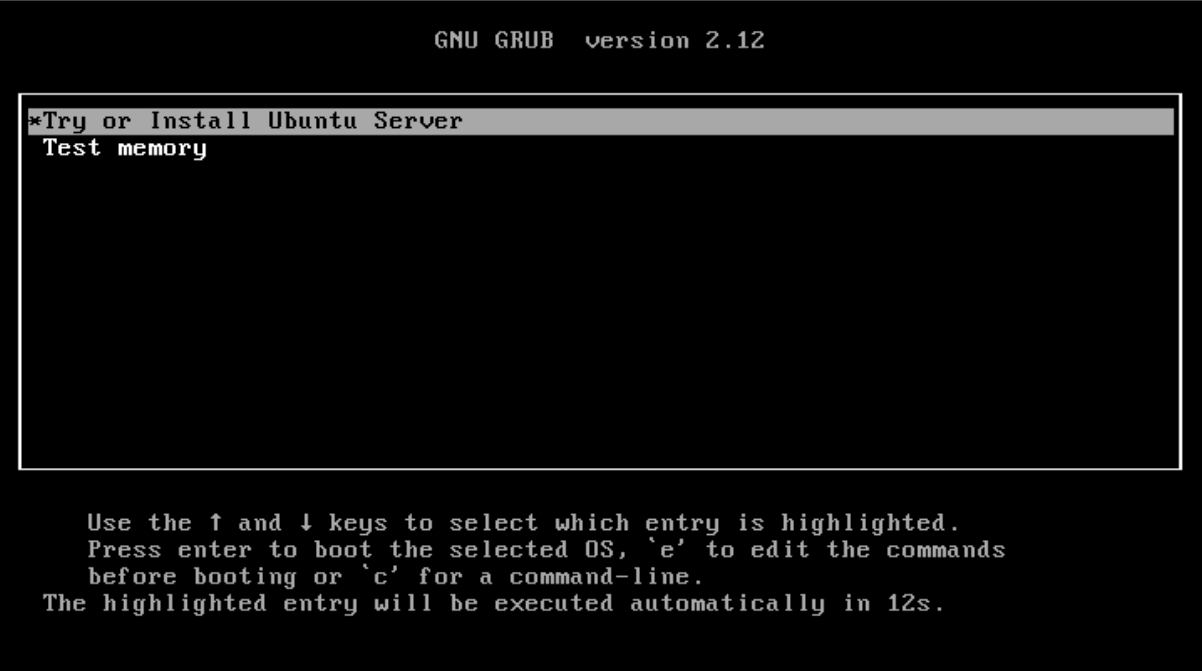 GNU GRUB  version 2.12
*Try or Install Ubuntu Server
Test memory
Use the ↑ and ↓ keys to select which entry is highlighted.
Press enter to boot the selected OS, `e' to edit the commands
before booting or `c' for a command-line.
The highlighted entry will be executed automatically in 12s.